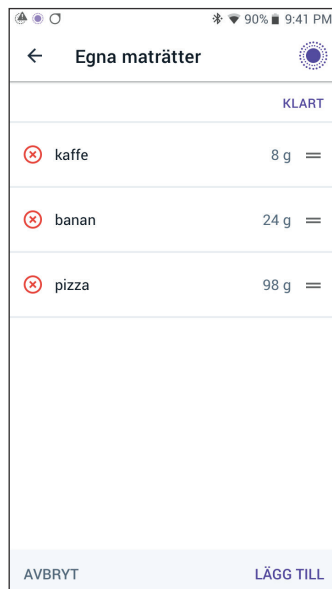 90% 9:41 PM
Egna maträtter
KLART
kaffe 8 g
banan 24 g
pizza 98 g
AVBRYT LÄGG TILL